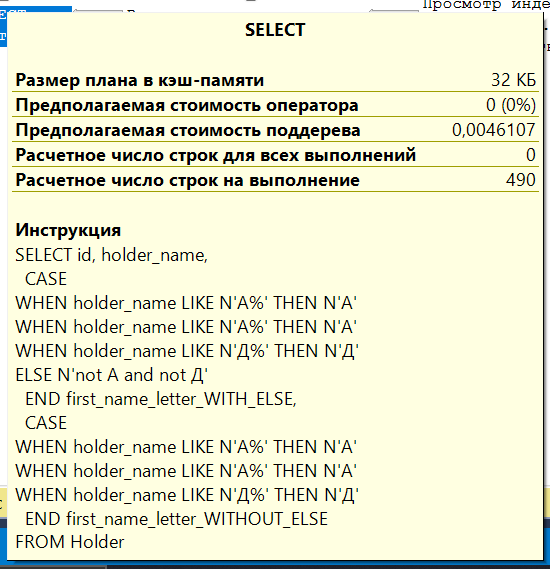 Просмотр инде
SELECT
Размер плана в кэш-памяти 32 КБ
Предполагаемая стоимость оператора 0 (0%)
Предполагаемая стоимость поддерева 0,0046107
Расчетное число строк для всех выполнений 0
Расчетное число строк на выполнение 490
Инструкция
SELECT id, holder_name,
CASE
WHEN holder_name LIKE N'А%' THEN N'А'
WHEN holder_name LIKE N'А%' THEN N'А'
WHEN holder_name LIKE N'Д%' THEN N'Д'
ELSE N'not А and not Д'
END first_name_letter_WITH_ELSE,
CASE
WHEN holder_name LIKE N'А%' THEN N'А'
WHEN holder_name LIKE N'А%' THEN N'А'
WHEN holder_name LIKE N'Д%' THEN N'Д'
END first_name_letter_WITHOUT_ELSE
FROM Holder